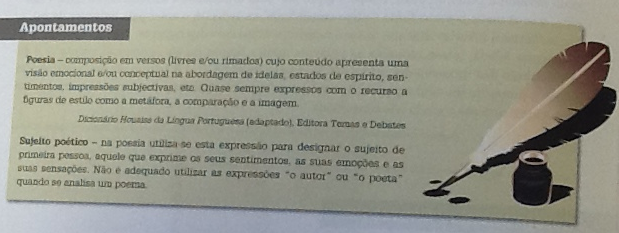 Apontamentos
Poesia – composição em versos (livres e/ou rimados) cujo conteúdo apresenta uma
visão emocional e/ou conceptual na abordagem de ideias, estados de espírito, sen-
timentos, impressões subjectivas, etc. Quase sempre expressos com o recurso a
figuras de estilo como a metáfora, a comparação e a imagem.
Dicionário Houaiss da Língua Portuguesa (adaptado), Editora Temas e Debates
Sujeito poético – na poesia utiliza-se esta expressão para designar o sujeito de
primeira pessoa, aquele que exprime os seus sentimentos, as suas emoções e as
suas sensações. Não é adequado utilizar as expressões "o autor" ou "o poeta"
quando se analisa um poema.